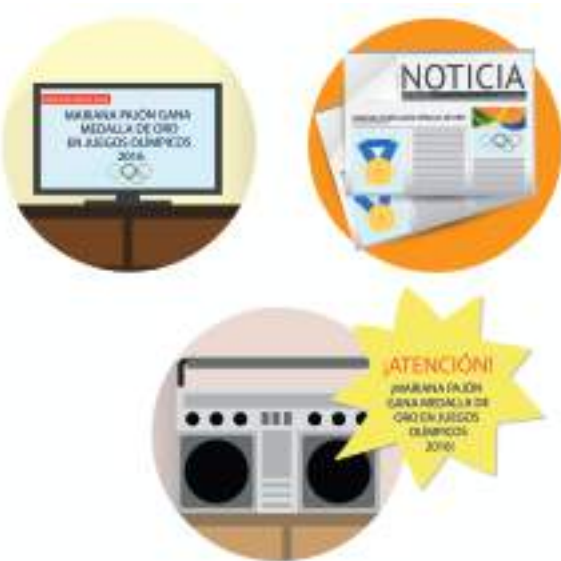 MARIANA PAJÓN GANA
MEDALLA DE ORO
EN JUEGOS OLÍMPICOS
2016
NOTICIA
¡ATENCIÓN!
¡MARIANA PAJÓN
GANA MEDALLA DE
ORO EN JUEGOS
OLÍMPICOS
2016!